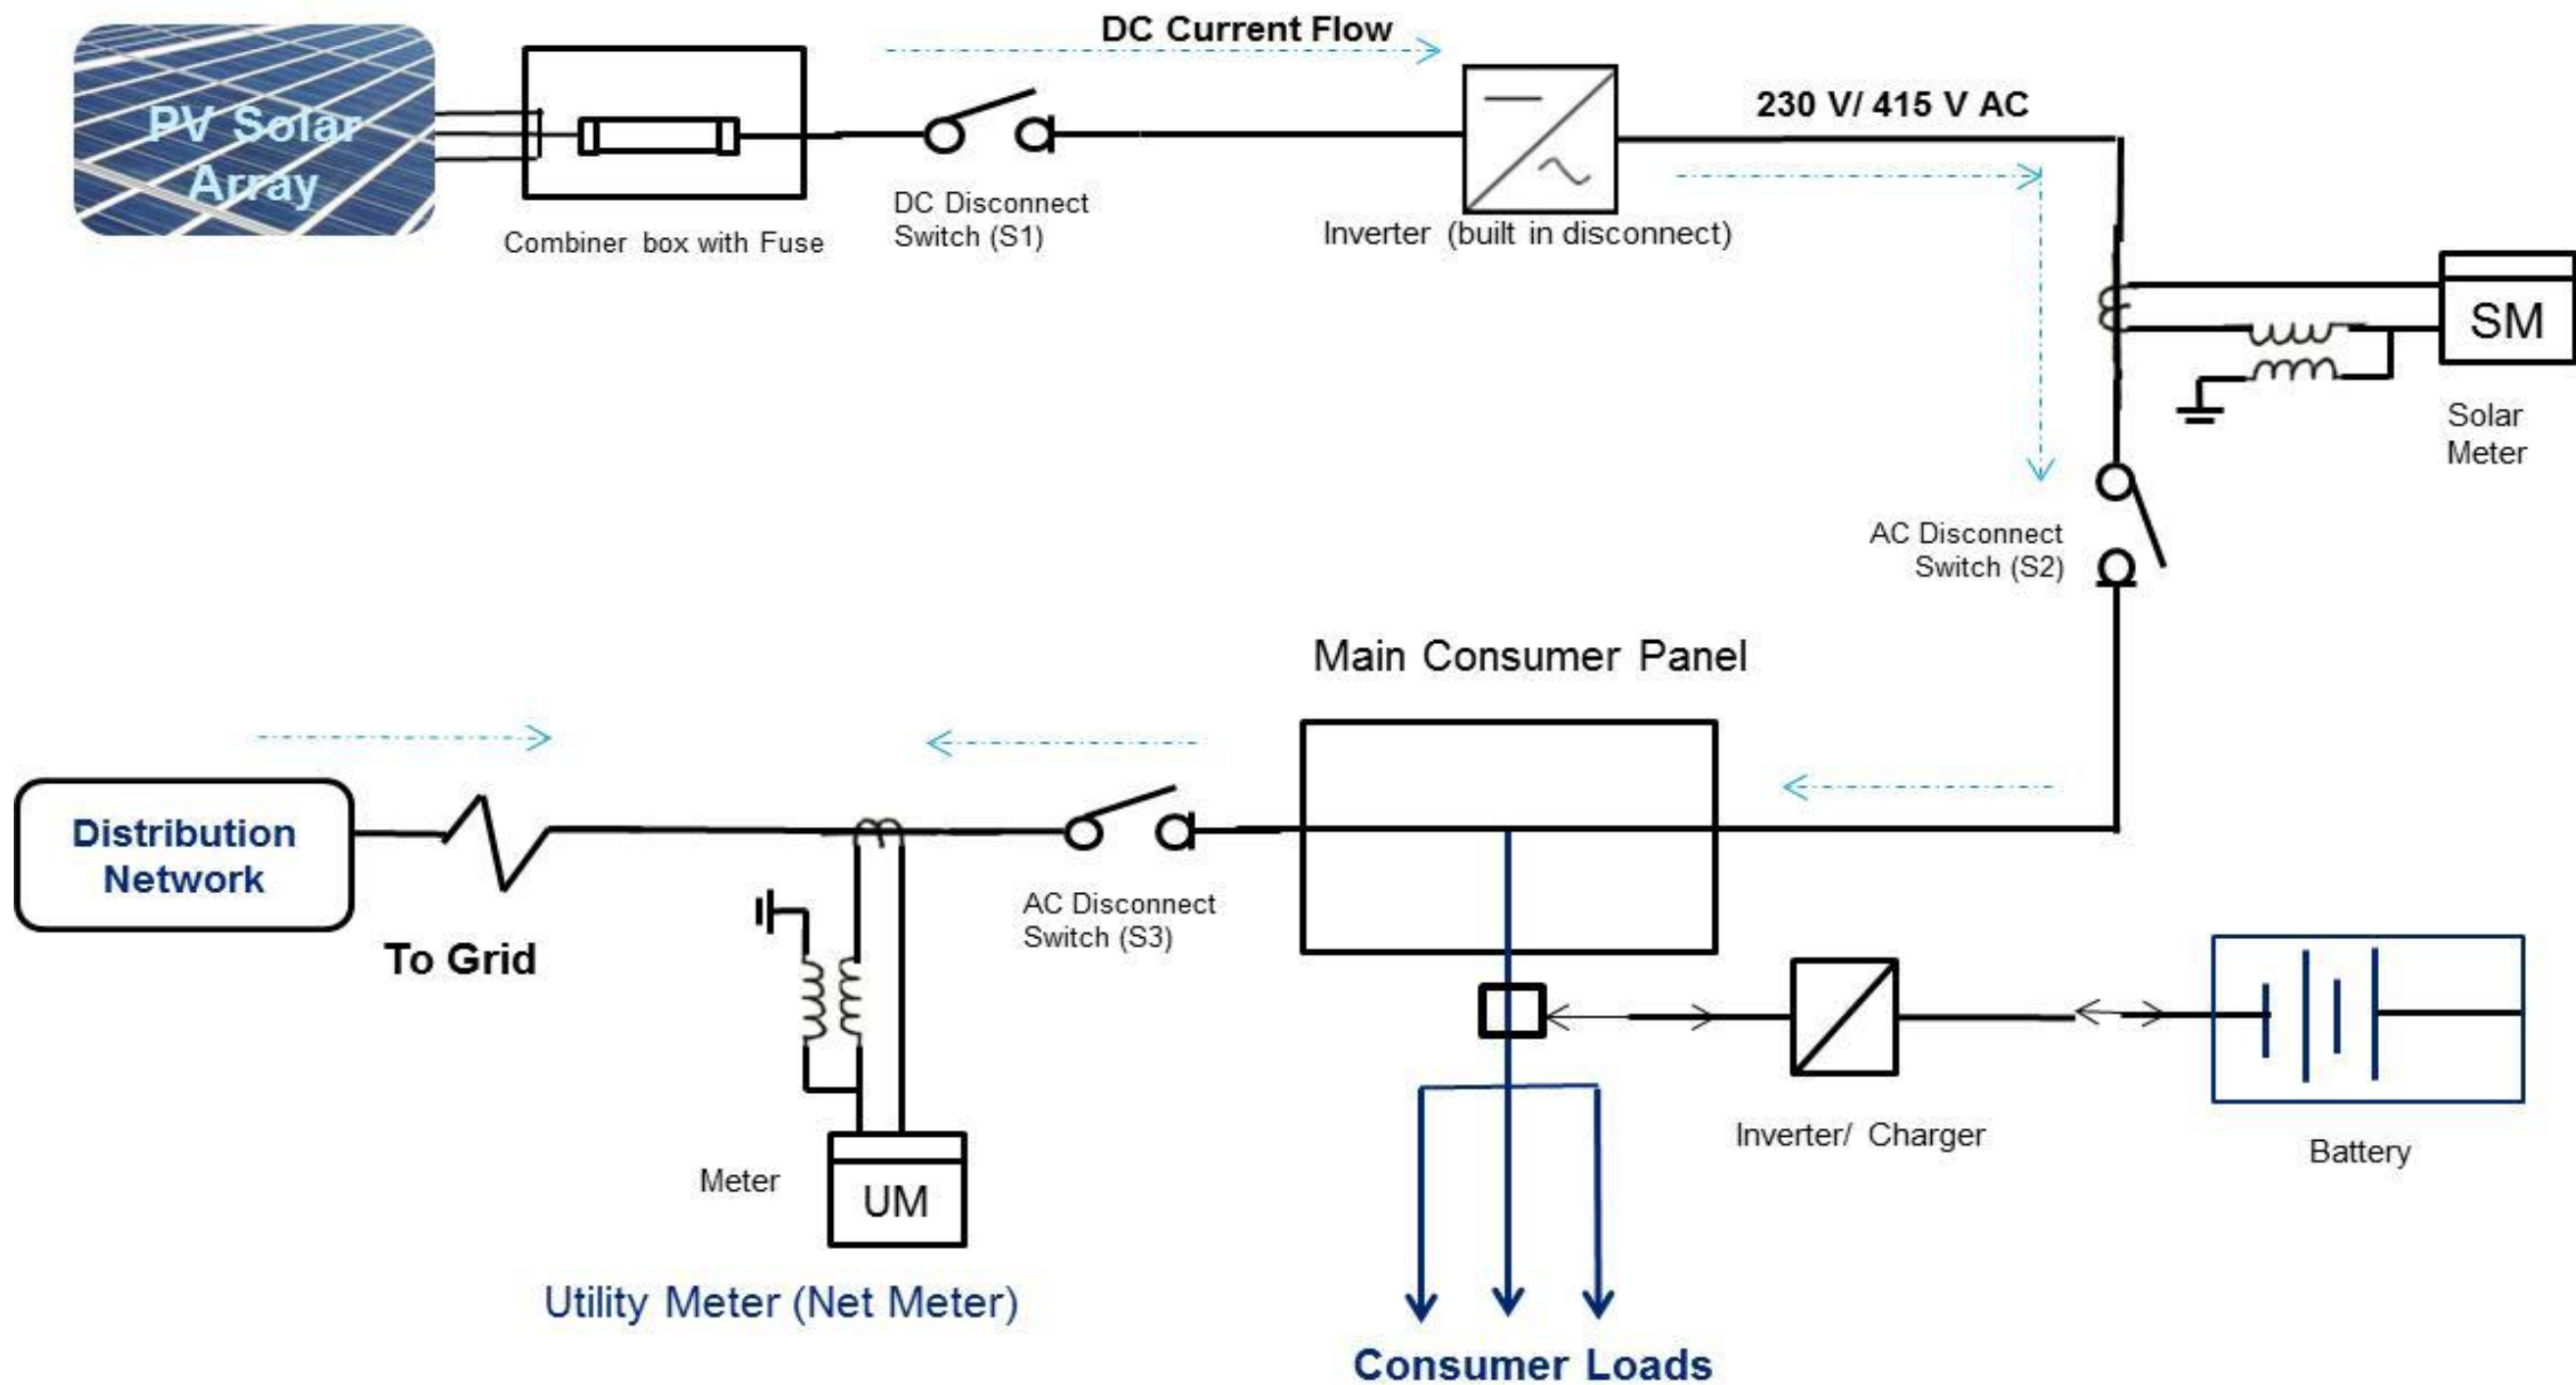 DC Current Flow
PV Solar
Array
230 V/ 415 V AC
Combiner box with Fuse
DC Disconnect
Switch (S1)
Inverter (built in disconnect)
SM
Solar
Meter
AC Disconnect
Switch (S2)
Main Consumer Panel
Distribution
Network
To Grid
AC Disconnect
Switch (S3)
Meter
UM
Utility Meter (Net Meter)
Inverter/ Charger
Battery
Consumer Loads